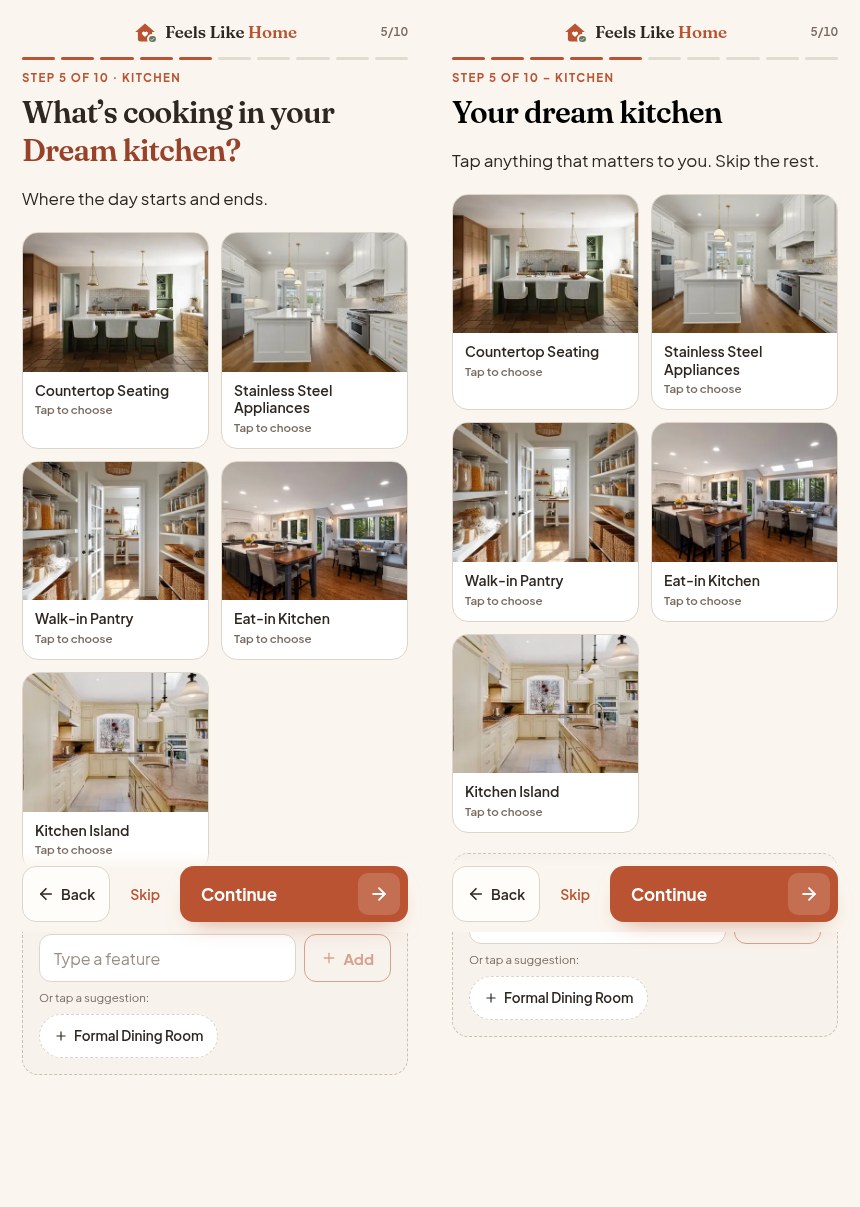 Feels Like Home
5/10
STEP 5 OF 10 · KITCHEN
What's cooking in your
Dream kitchen?
Where the day starts and ends.
Countertop Seating
Tap to choose
Stainless Steel
Appliances
Tap to choose
Walk-in Pantry
Tap to choose
Eat-in Kitchen
Tap to choose
Kitchen Island
Tap to choose
← Back
Skip
Continue →
Type a feature
+ Add
Or tap a suggestion:
+ Formal Dining Room
Feels Like Home
5/10
STEP 5 OF 10 – KITCHEN
Your dream kitchen
Tap anything that matters to you. Skip the rest.
Countertop Seating
Tap to choose
Stainless Steel
Appliances
Tap to choose
Walk-in Pantry
Tap to choose
Eat-in Kitchen
Tap to choose
Kitchen Island
Tap to choose
← Back
Skip
Continue →
Or tap a suggestion:
+ Formal Dining Room